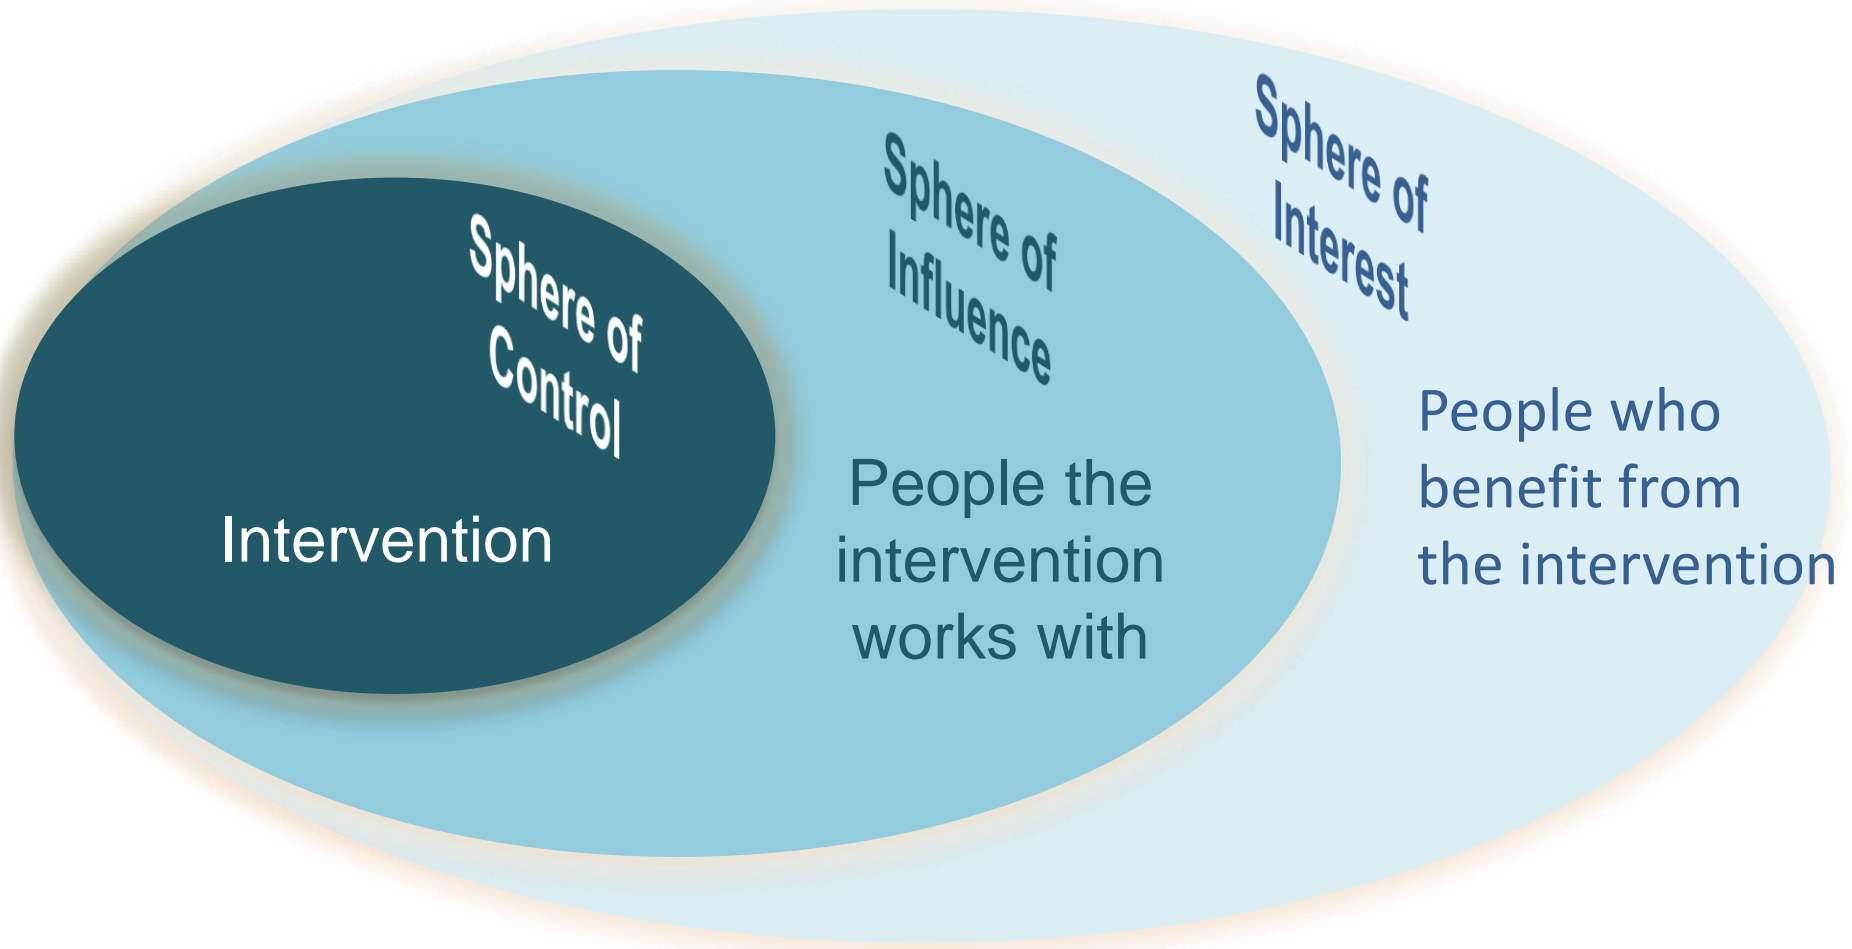 Sphere of
Control
Intervention
Sphere of
Influence
People the
intervention
works with
Sphere of
Interest
People who
benefit from
the intervention